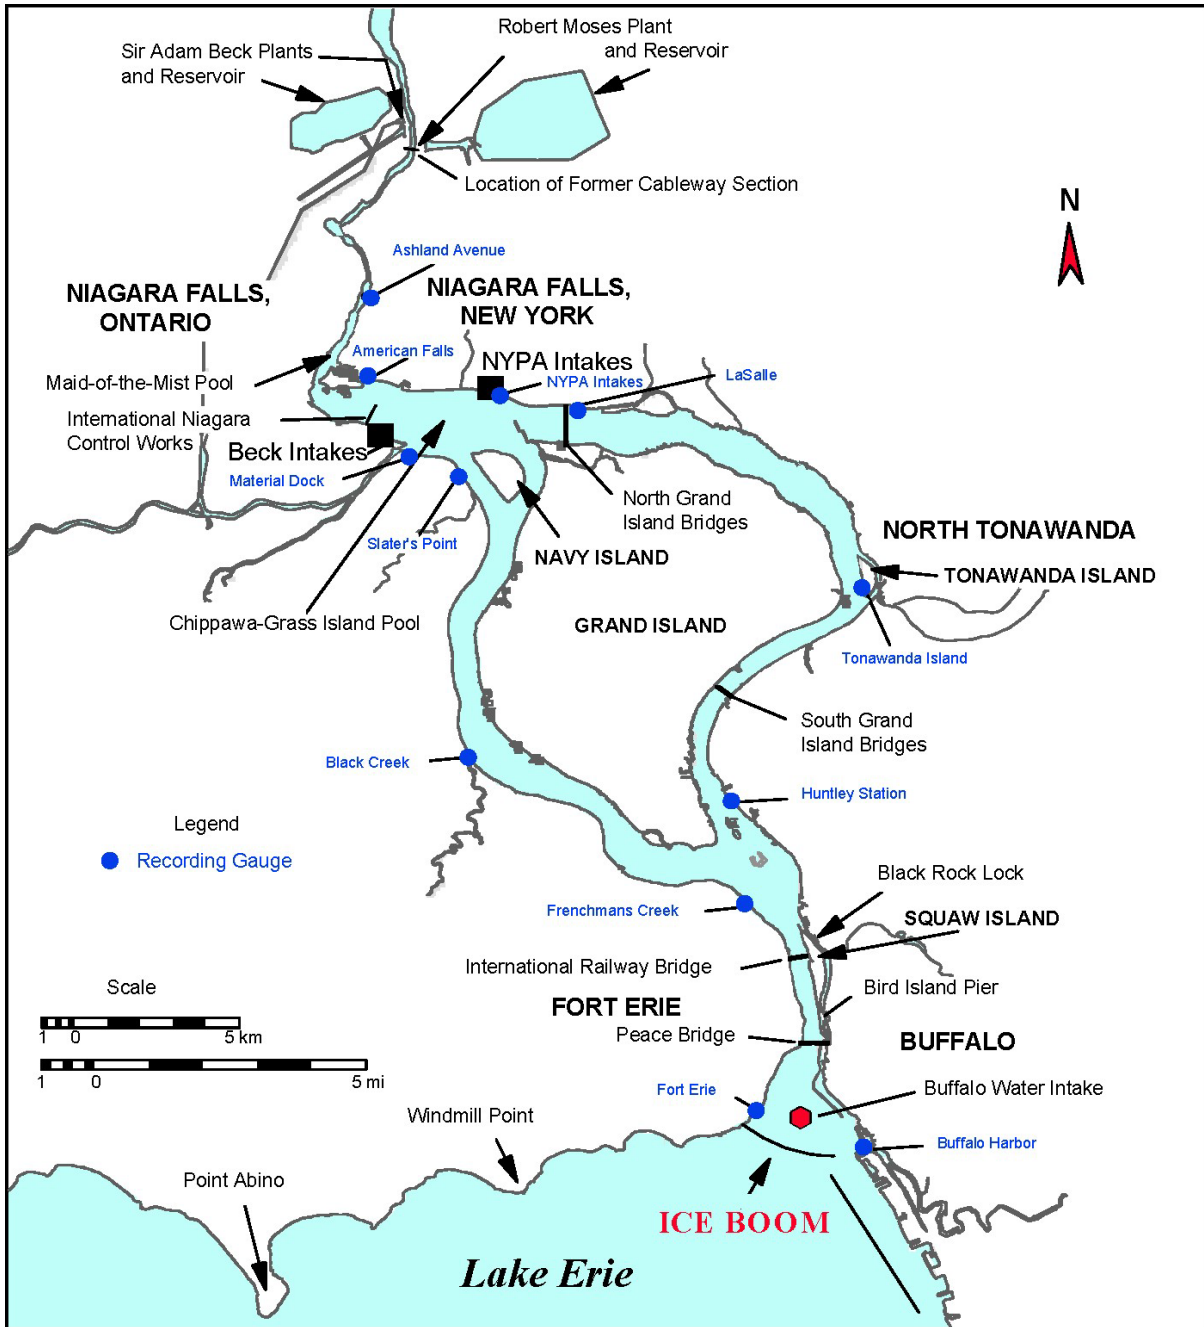 Robert Moses Plant
and Reservoir
Sir Adam Beck Plants
and Reservoir
Location of Former Cableway Section
N
Ashland Avenue
NIAGARA FALLS,
ONTARIO
NIAGARA FALLS,
NEW YORK
American Falls
NYPA Intakes
NYPA Intakes
LaSalle
Maid-of-the-Mist Pool
International Niagara
Control Works
Beck Intakes
Material Dock
North Grand
Island Bridges
Slater's Point
NAVY ISLAND
NORTH TONAWANDA
TONAWANDA ISLAND
Chippawa-Grass Island Pool
GRAND ISLAND
Tonawanda Island
South Grand
Island Bridges
Black Creek
Huntley Station
Legend
Recording Gauge
Black Rock Lock
Frenchmans Creek
SQUAW ISLAND
International Railway Bridge
Scale
Bird Island Pier
FORT ERIE
1 0 5 km
Peace Bridge
BUFFALO
1 0 5 mi
Fort Erie
Buffalo Water Intake
Windmill Point
Buffalo Harbor
Point Abino
ICE BOOM
Lake Erie